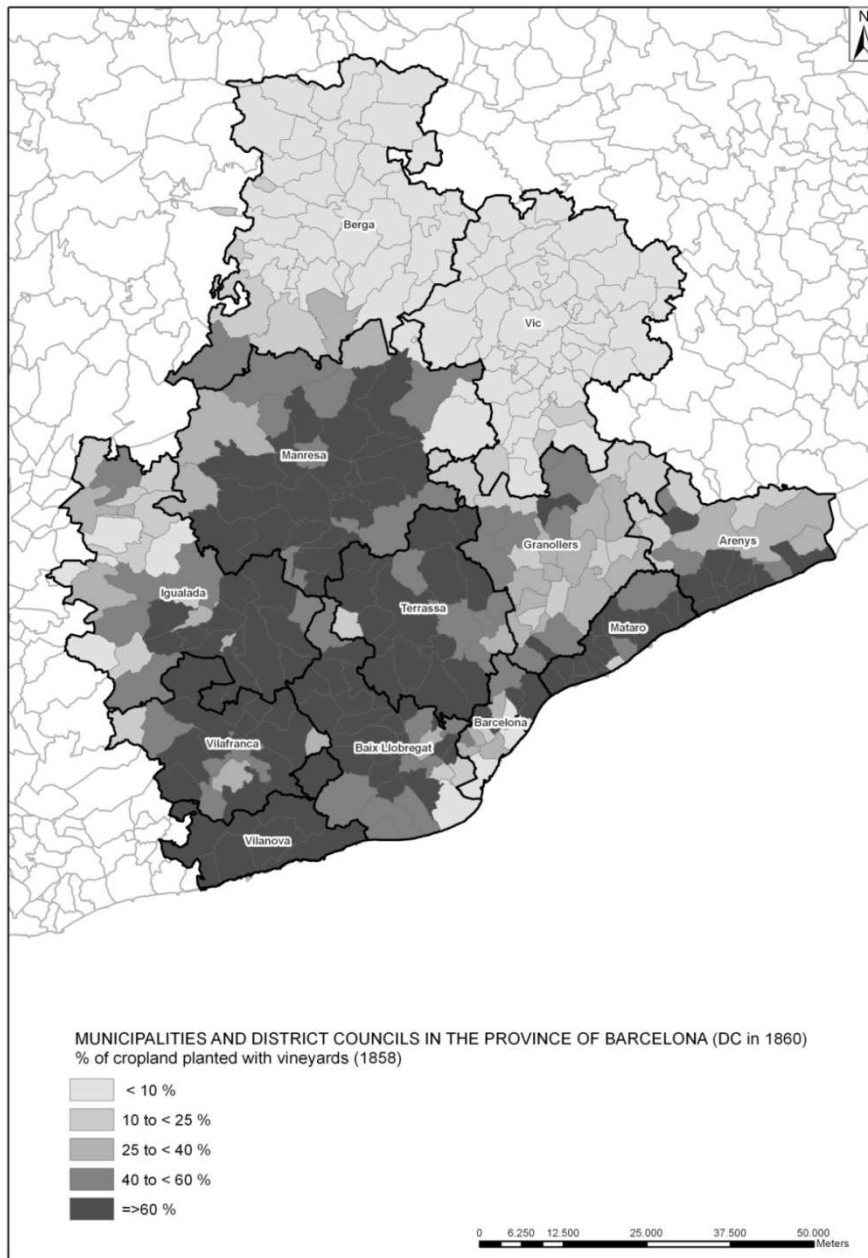 N
Berga
Vic
Manresa
Granollers
Arenys
Igualada
Terrassa
Mataro
Barcelona
Vilafranca
Baix Llobregat
Vilanova
MUNICIPALITIES AND DISTRICT COUNCILS IN THE PROVINCE OF BARCELONA (DC in 1860)
% of cropland planted with vineyards (1858)
< 10 %
10 to < 25 %
25 to < 40 %
40 to < 60 %
=>60 %
0 6.250 12.500 25.000 37.500 50.000
Meters